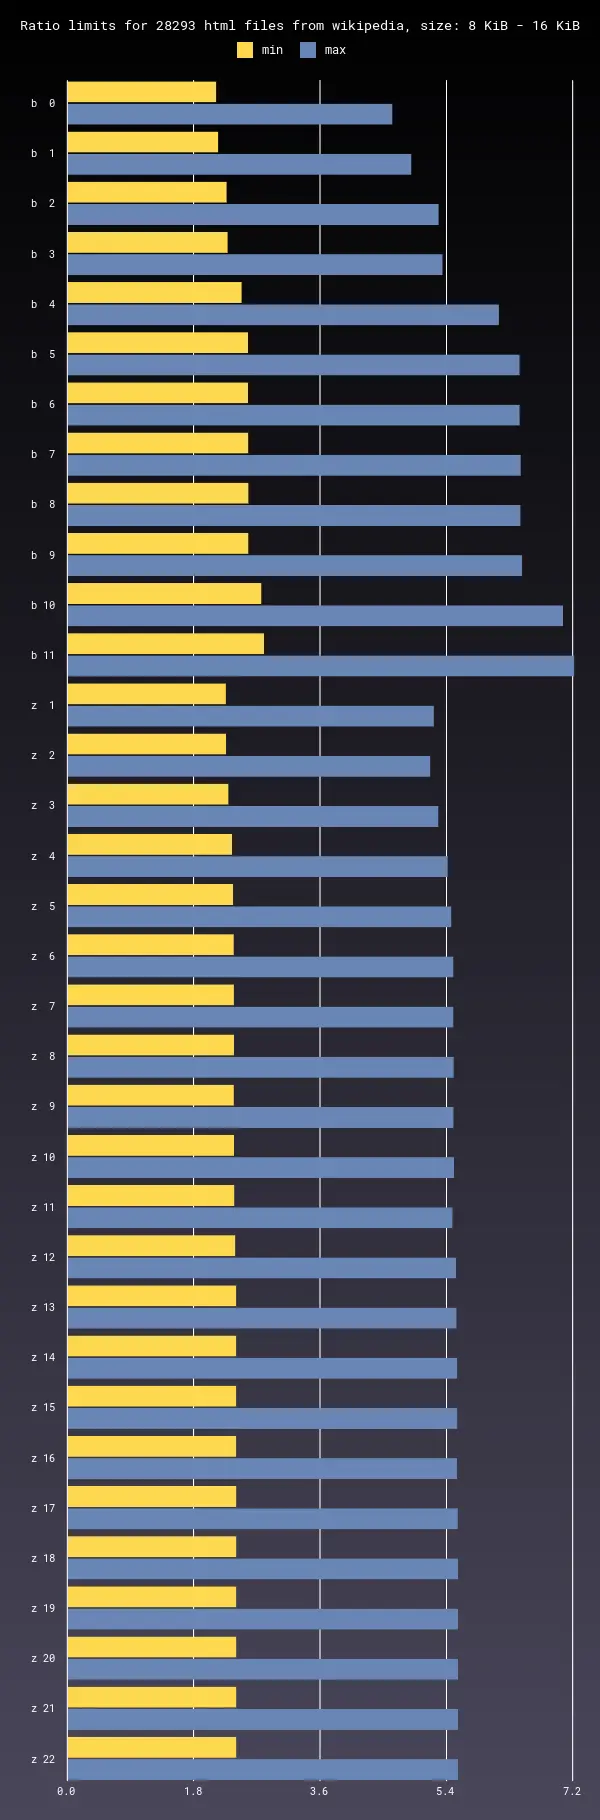 Ratio limits for 28293 html files from wikipedia, size: 8 KiB - 16 KiB
min max
b 0
b 1
b 2
b 3
b 4
b 5
b 6
b 7
b 8
b 9
b 10
b 11
z 1
z 2
z 3
z 4
z 5
z 6
z 7
z 8
z 9
z 10
z 11
z 12
z 13
z 14
z 15
z 16
z 17
z 18
z 19
z 20
z 21
z 22
0.0 1.8 3.6 5.4 7.2